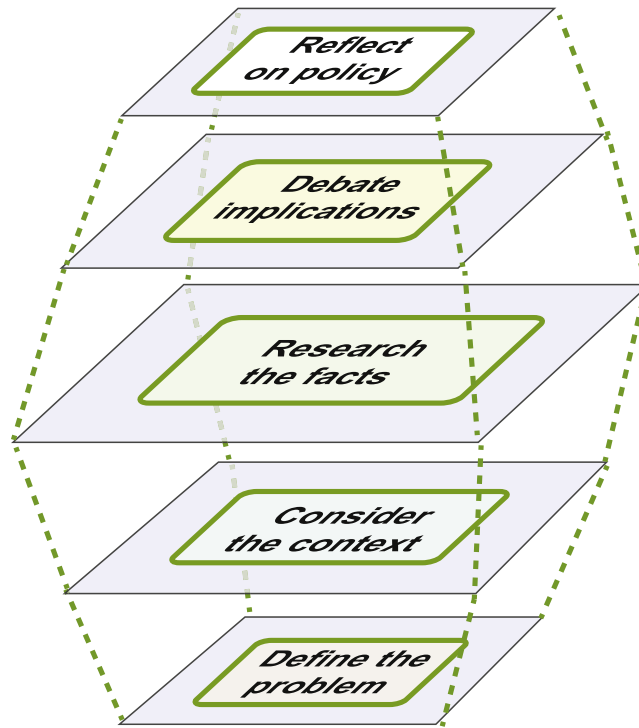 Reflect
on policy
Debate
implications
Research
the facts
Consider
the context
Define the
problem